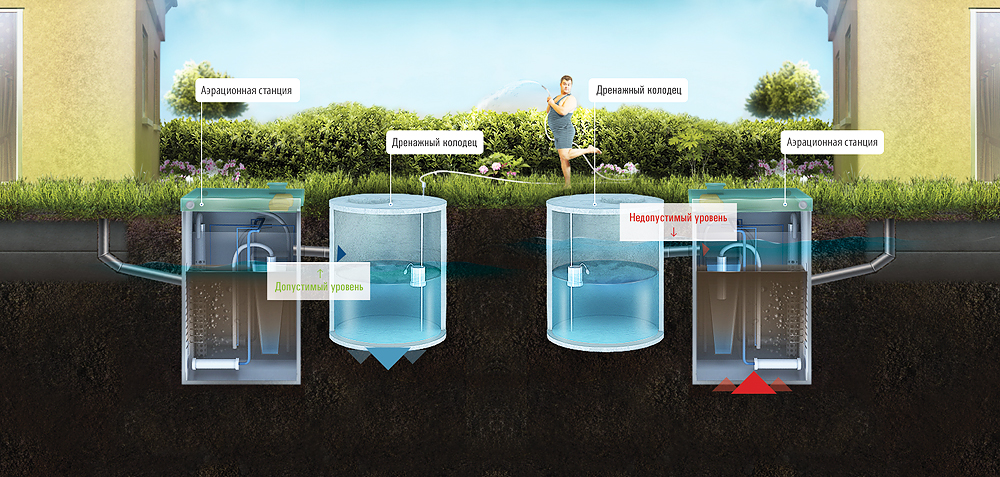 Аэрационная станция
Дренажный колодец
Дренажный колодец
Аэрационная станция
Недопустимый уровень
Допустимый уровень